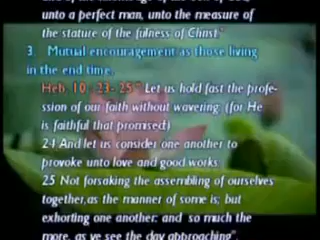 unto a perfect man, unto the measure of
the stature of the fulness of Christ"
3. Mutual encouragement as those living
in the end time.
Heb. 10 : 23- 25 " Let us hold fast the profe-
ssion of our faith without wavering: (for He
is faithful that promised:)
24 And let us consider one another to
provoke unto love and good works
25 Not forsaking the assembling of ourselves
together,as the manner of some is; but
exhorting one another: and so much the
more, as ye see the day approaching"